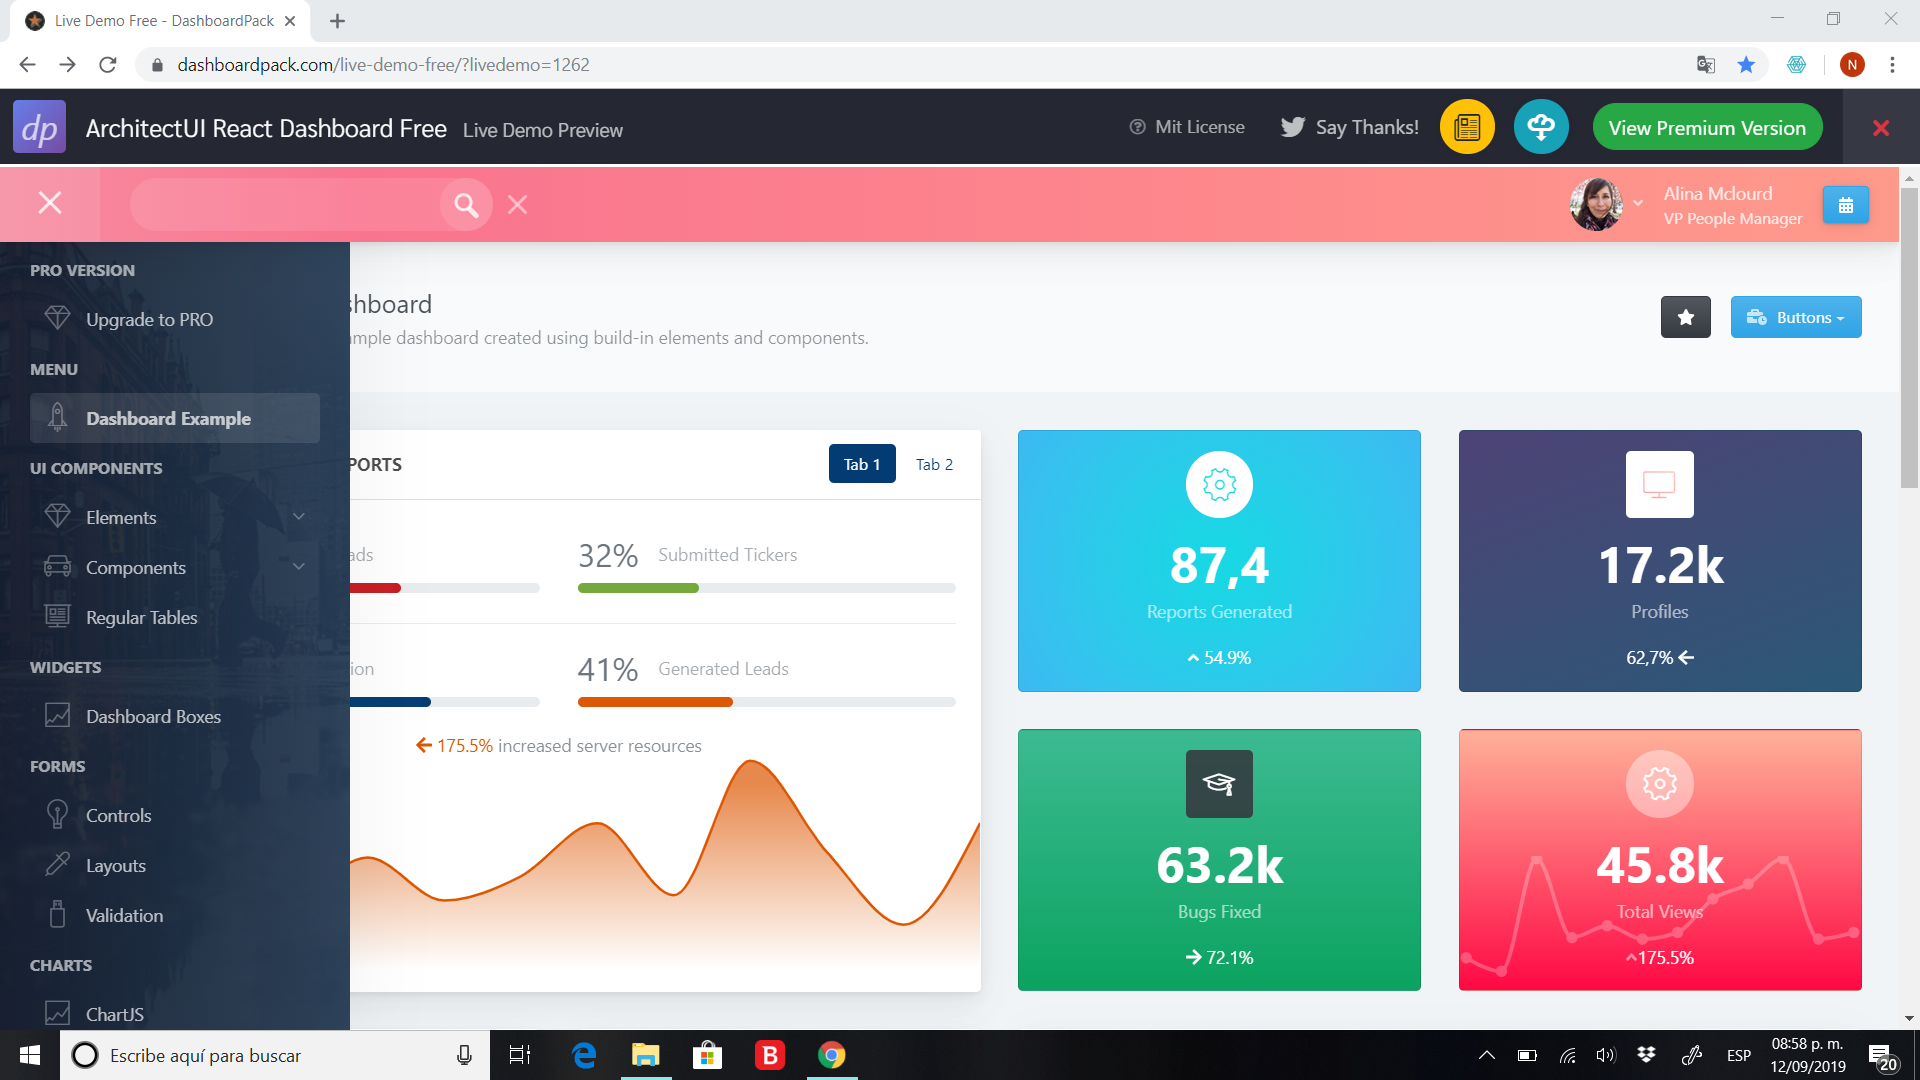 Live Demo Free - DashboardPack
dashboardpack.com/live-demo-free/?livedemo=1262
N
dp
ArchitectUI React Dashboard Free
Live Demo Preview
Mit License
Say Thanks!
View Premium Version
Alina Mclourd
VP People Manager
PRO VERSION
Upgrade to PRO
MENU
Dashboard Example
UI COMPONENTS
Elements
Components
Regular Tables
WIDGETS
Dashboard Boxes
FORMS
Controls
Layouts
Validation
CHARTS
ChartJS
shboard
mple dashboard created using build-in elements and components.
Buttons
PORTS
Tab 1
Tab 2
ads
32% Submitted Tickers
ion
41% Generated Leads
175.5% increased server resources
87,4
Reports Generated
54.9%
17.2k
Profiles
62,7%
63.2k
Bugs Fixed
72.1%
45.8k
Total Views
175.5%
Escribe aquí para buscar
B
ESP
08:58 p. m.
12/09/2019
20